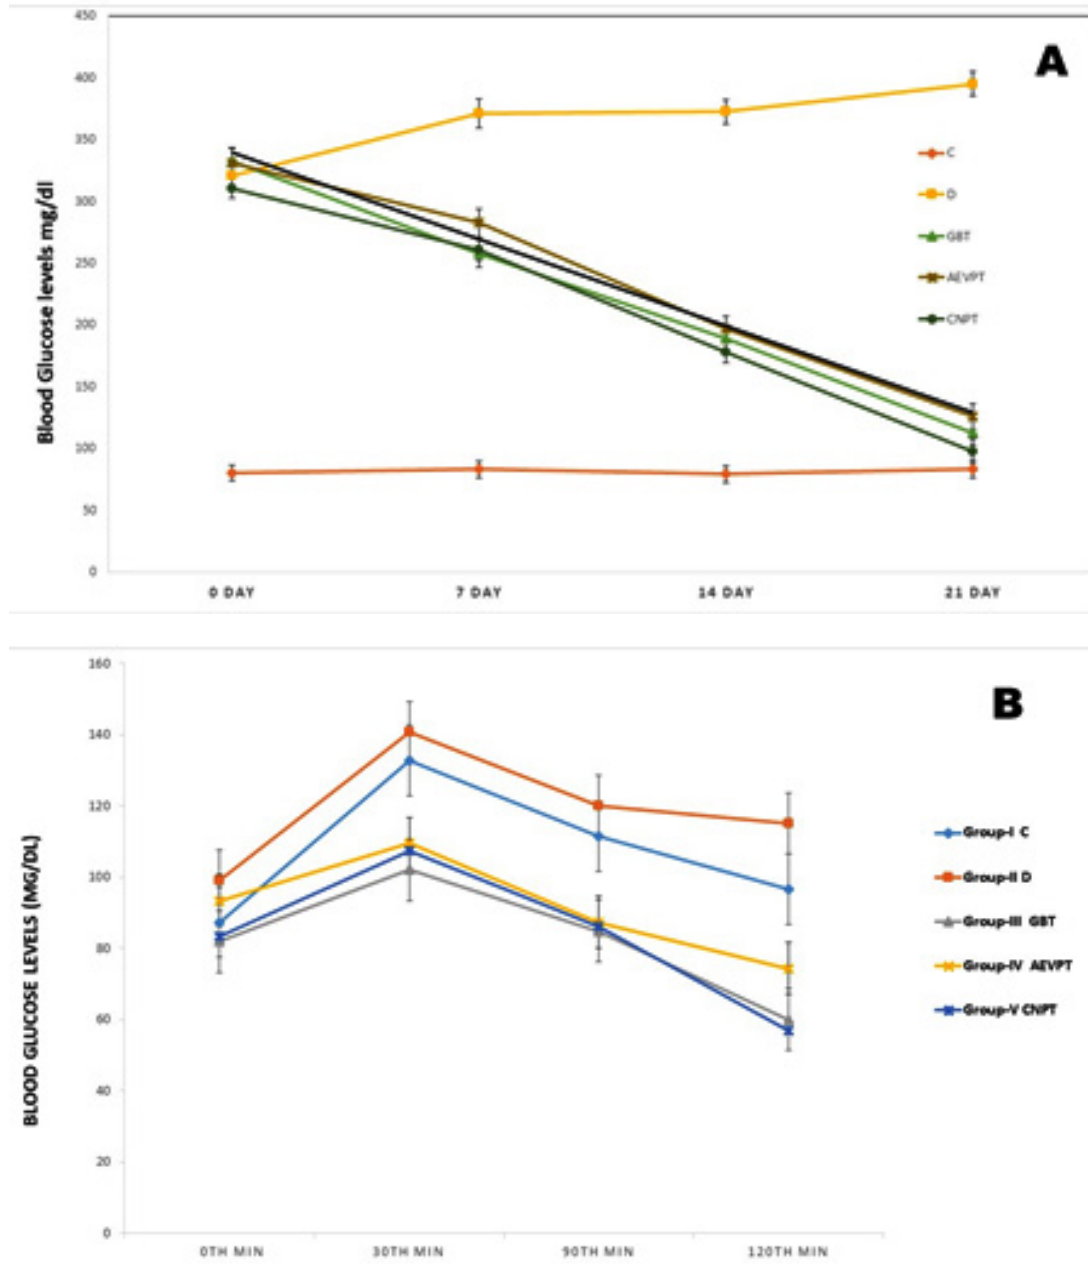 450
A
400
350
300
250
200
150
100
50
0
Blood Glucose levels mg/dl
C
D
GBT
AEVPT
CNPT
0 DAY 7 DAY 14 DAY 21 DAY
160
B
140
120
100
80
60
40
20
0
BLOOD GLUCOSE LEVELS (MG/DL)
Group-I C
Group-II D
Group-III GBT
Group-IV AEVPT
Group-V CNPT
0TH MIN 30TH MIN 90TH MIN 120TH MIN